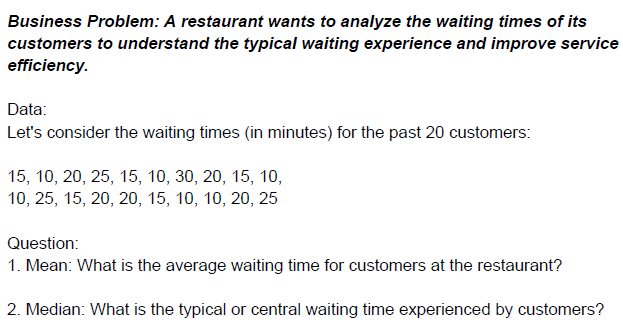 Business Problem: A restaurant wants to analyze the waiting times of its
customers to understand the typical waiting experience and improve service
efficiency.
Data:
Let's consider the waiting times (in minutes) for the past 20 customers:
15, 10, 20, 25, 15, 10, 30, 20, 15, 10,
10, 25, 15, 20, 20, 15, 10, 10, 20, 25
Question:
1. Mean: What is the average waiting time for customers at the restaurant?
2. Median: What is the typical or central waiting time experienced by customers?